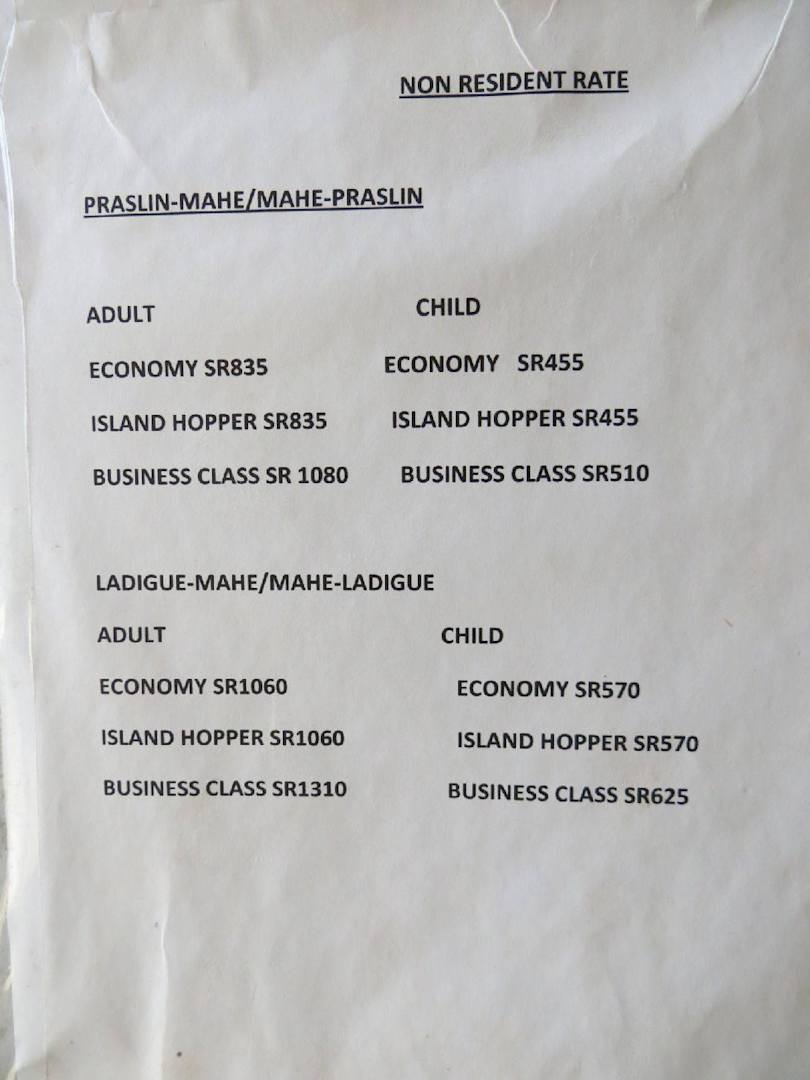 NON RESIDENT RATE
PRASLIN-MAHE/MAHE-PRASLIN
ADULT CHILD
ECONOMY SR835 ECONOMY SR455
ISLAND HOPPER SR835 ISLAND HOPPER SR455
BUSINESS CLASS SR 1080 BUSINESS CLASS SR510
LADIGUE-MAHE/MAHE-LADIGUE
ADULT CHILD
ECONOMY SR1060 ECONOMY SR570
ISLAND HOPPER SR1060 ISLAND HOPPER SR570
BUSINESS CLASS SR1310 BUSINESS CLASS SR625